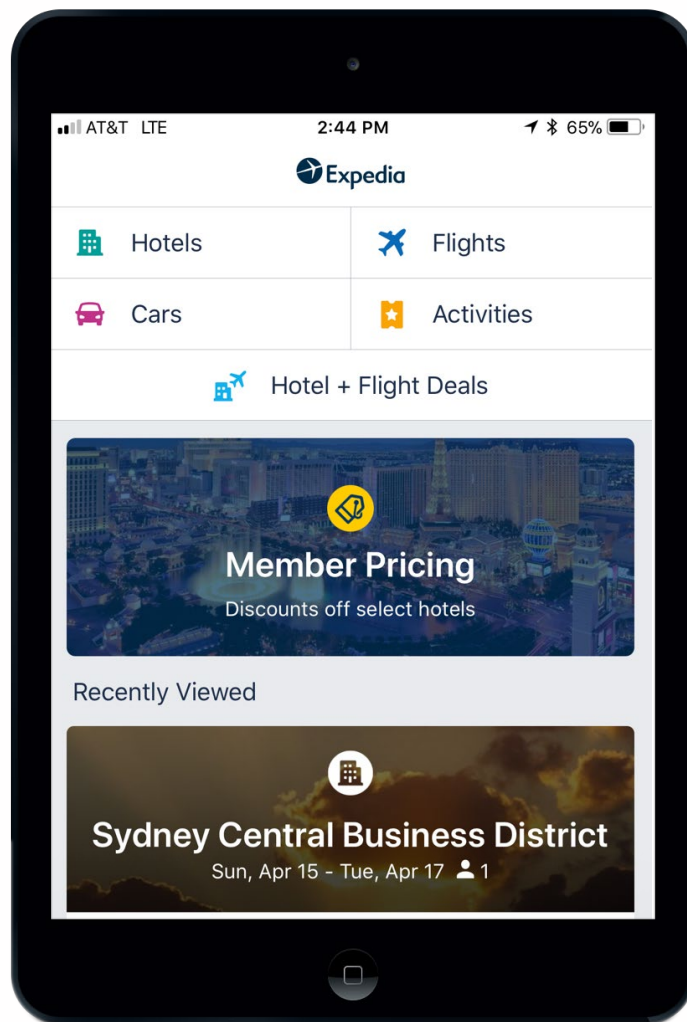 AT&T LTE 2:44 PM 65%
Expedia
Hotels Flights
Cars Activities
Hotel + Flight Deals
Member Pricing
Discounts off select hotels
Recently Viewed
Sydney Central Business District
Sun, Apr 15 - Tue, Apr 17 1